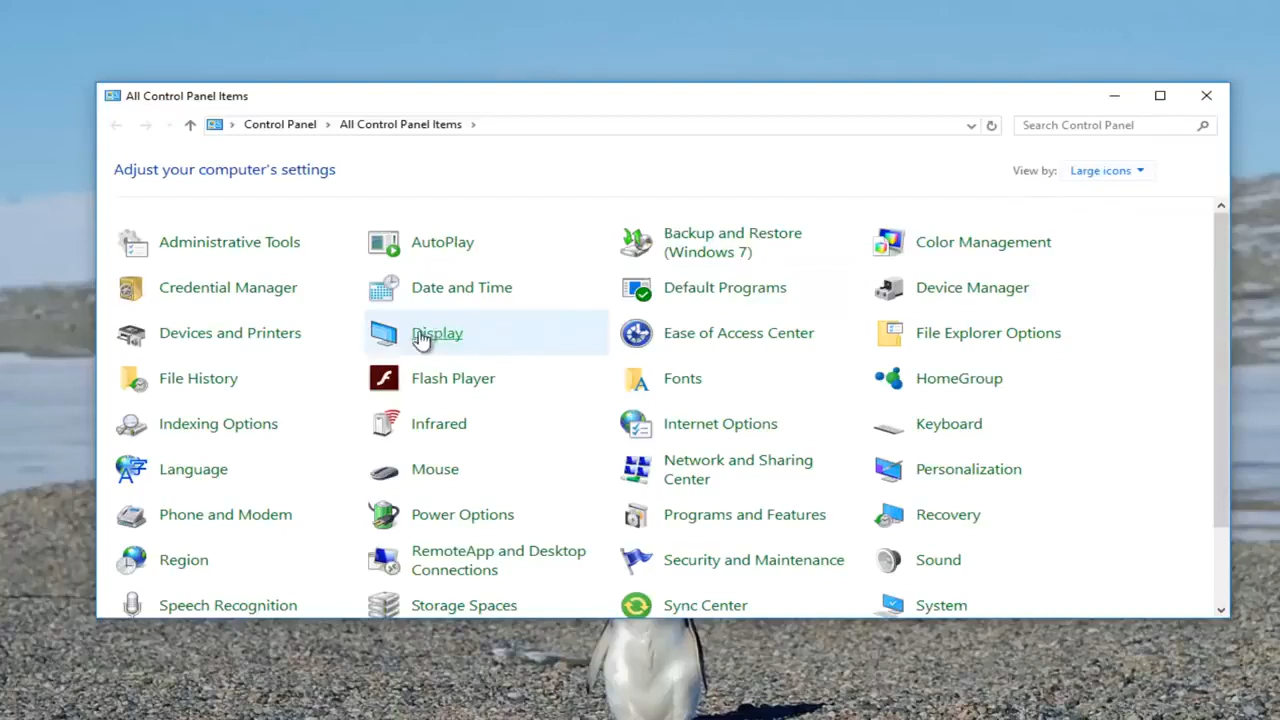 All Control Panel Items
Control Panel All Control Panel Items
Search Control Panel
Adjust your computer's settings
View by: Large icons
Administrative Tools
AutoPlay
Backup and Restore
(Windows 7)
Color Management
Credential Manager
Date and Time
Default Programs
Device Manager
Devices and Printers
Display
Ease of Access Center
File Explorer Options
File History
Flash Player
Fonts
HomeGroup
Indexing Options
Infrared
Internet Options
Keyboard
Language
Mouse
Network and Sharing
Center
Personalization
Phone and Modem
Power Options
Programs and Features
Recovery
Region
RemoteApp and Desktop
Connections
Security and Maintenance
Sound
Speech Recognition
Storage Spaces
Sync Center
System